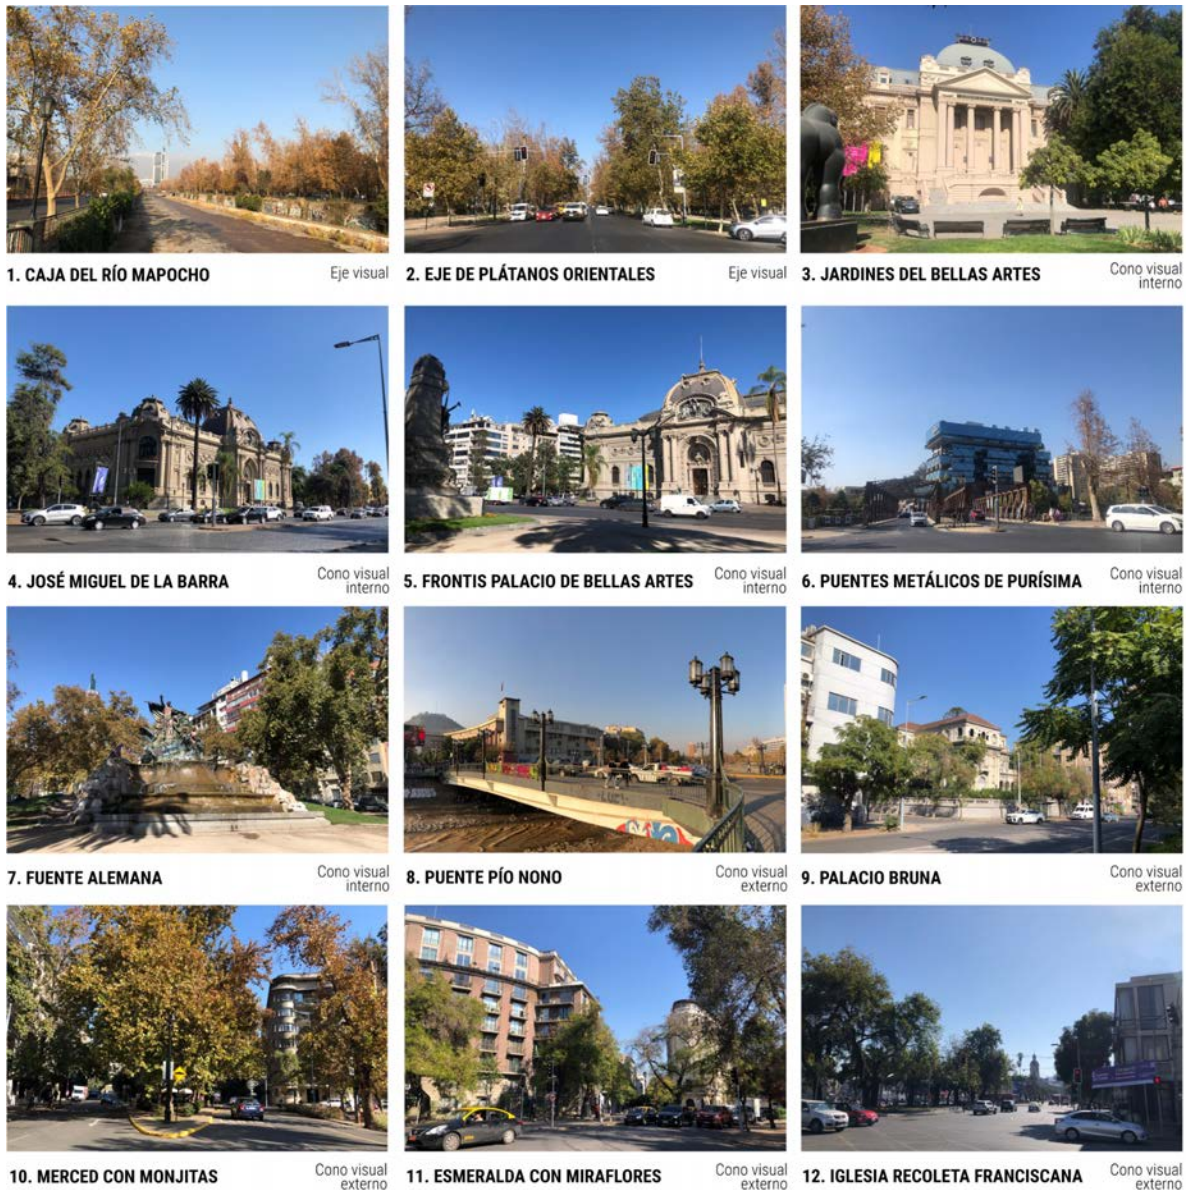 1. CAJA DEL RÍO MAPOCHO
Eje visual
2. EJE DE PLÁTANOS ORIENTALES
Eje visual
3. JARDINES DEL BELLAS ARTES
Cono visual
interno
4. JOSÉ MIGUEL DE LA BARRA
Cono visual
interno
5. FRONTIS PALACIO DE BELLAS ARTES
Cono visual
interno
6. PUENTES METÁLICOS DE PURÍSIMA
Cono visual
interno
7. FUENTE ALEMANA
Cono visual
interno
8. PUENTE PÍO NONO
Cono visual
externo
9. PALACIO BRUNA
Cono visual
externo
10. MERCED CON MONJITAS
Cono visual
externo
11. ESMERALDA CON MIRAFLORES
Cono visual
externo
12. IGLESIA RECOLETA FRANCISCANA
Cono visual
externo